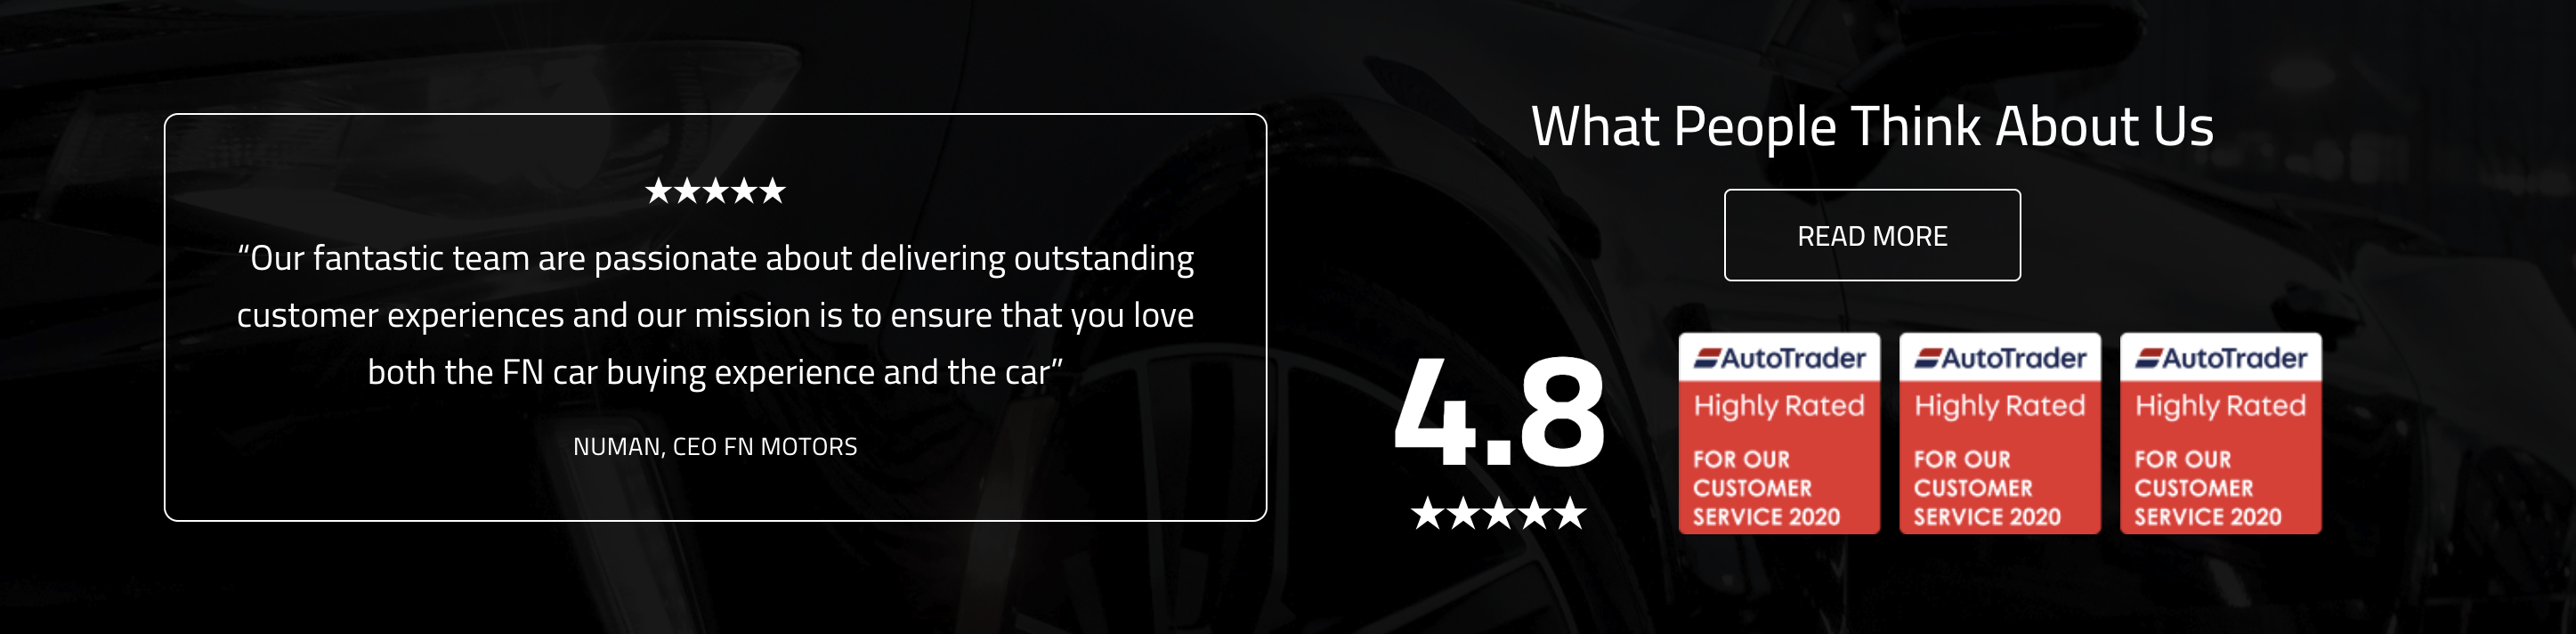 ★★★★★
“Our fantastic team are passionate about delivering outstanding
customer experiences and our mission is to ensure that you love
both the FN car buying experience and the car”
NUMAN, CEO FN MOTORS
What People Think About Us
READ MORE
4.8
★★★★★
AutoTrader
Highly Rated
FOR OUR
CUSTOMER
SERVICE 2020
AutoTrader
Highly Rated
FOR OUR
CUSTOMER
SERVICE 2020
AutoTrader
Highly Rated
FOR OUR
CUSTOMER
SERVICE 2020